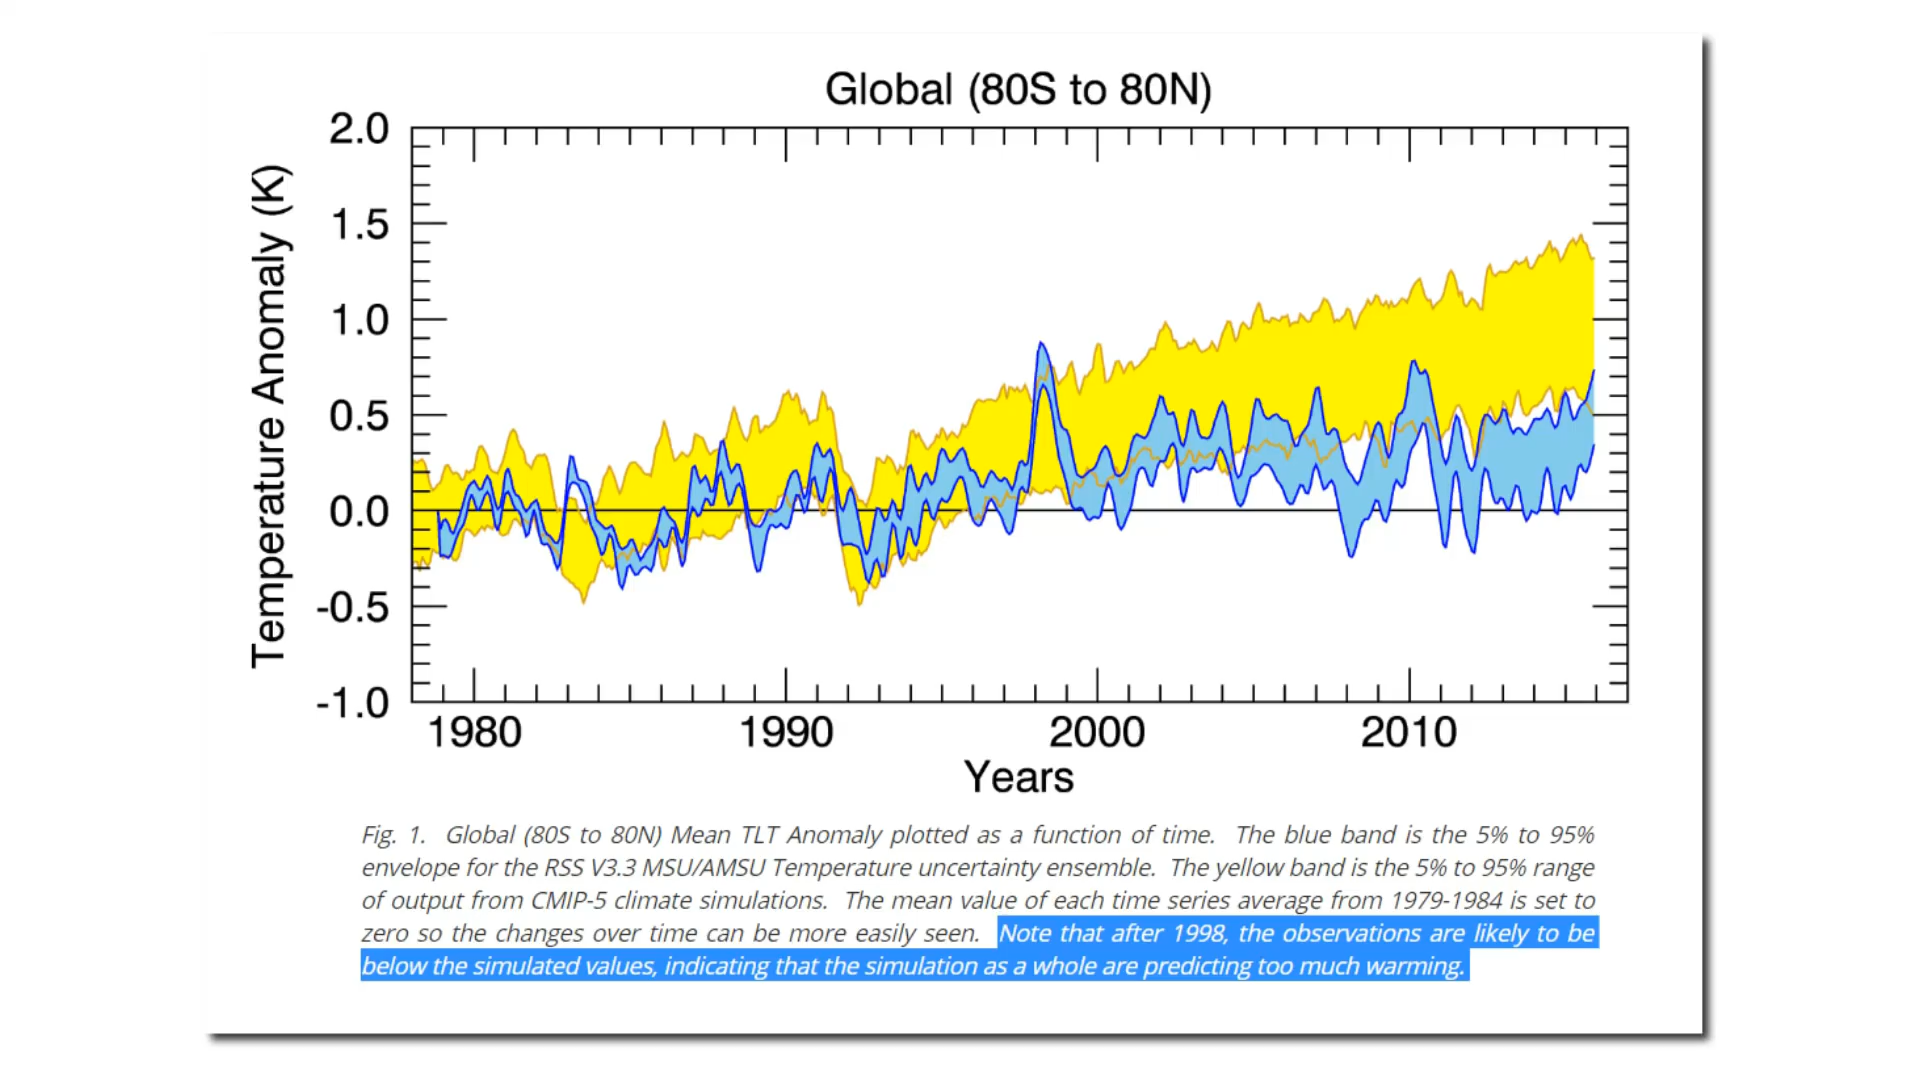 Global (80S to 80N)
2.0
1.5
1.0
0.5
0.0
-0.5
-1.0
Temperature Anomaly (K)
1980 1990 2000 2010
Years
Fig. 1. Global (80S to 80N) Mean TLT Anomaly plotted as a function of time. The blue band is the 5% to 95%
envelope for the RSS V3.3 MSU/AMSU Temperature uncertainty ensemble. The yellow band is the 5% to 95% range
of output from CMIP-5 climate simulations. The mean value of each time series average from 1979-1984 is set to
zero so the changes over time can be more easily seen. Note that after 1998, the observations are likely to be
below the simulated values, indicating that the simulation as a whole are predicting too much warming.